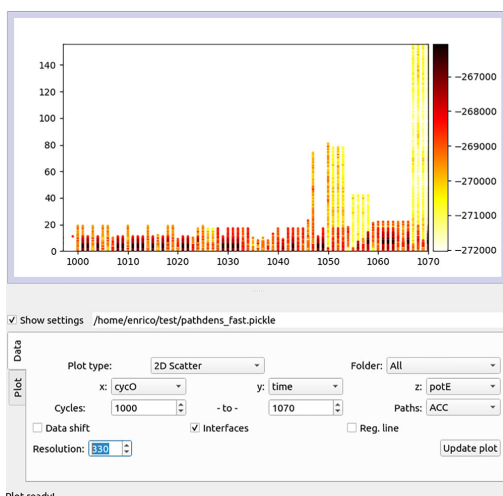 140
120
100
80
60
40
20
0
1000 1010 1020 1030 1040 1050 1060 1070
−267000
−268000
−269000
−270000
−271000
−272000
Show settings /home/enrico/test/pathdens_fast.pickle
Data
Plot
Plot type: 2D Scatter Folder: All
x: cycO y: time z: potE
Cycles: 1000 - to - 1070 Paths: ACC
Data shift Interfaces Reg. line
Resolution: 330 Update plot
Plot ready!